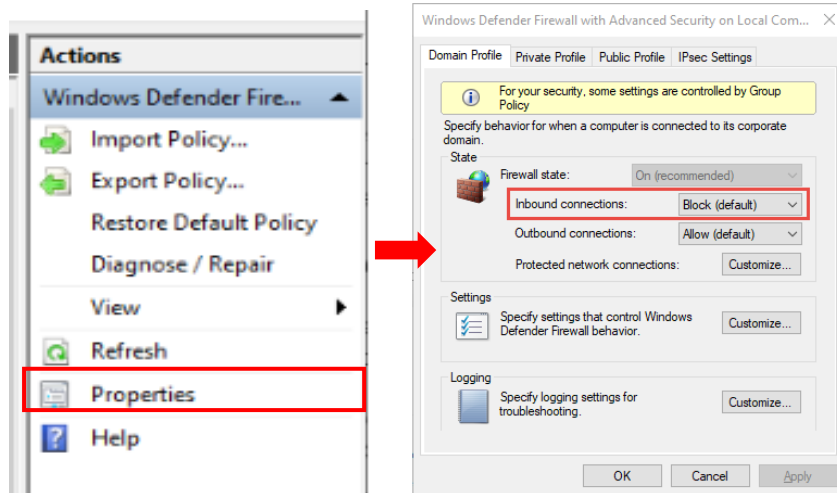 Actions
Windows Defender Fire...
Import Policy...
Export Policy...
Restore Default Policy
Diagnose / Repair
View
Refresh
Properties
Help
Windows Defender Firewall with Advanced Security on Local Com...
Domain Profile Private Profile Public Profile IPsec Settings
For your security, some settings are controlled by Group
Policy
Specify behavior for when a computer is connected to its corporate
domain.
State
Firewall state: On (recommended)
Inbound connections: Block (default)
Outbound connections: Allow (default)
Protected network connections: Customize...
Settings
Specify settings that control Windows
Defender Firewall behavior.
Customize...
Logging
Specify logging settings for
troubleshooting.
Customize...
OK Cancel Apply